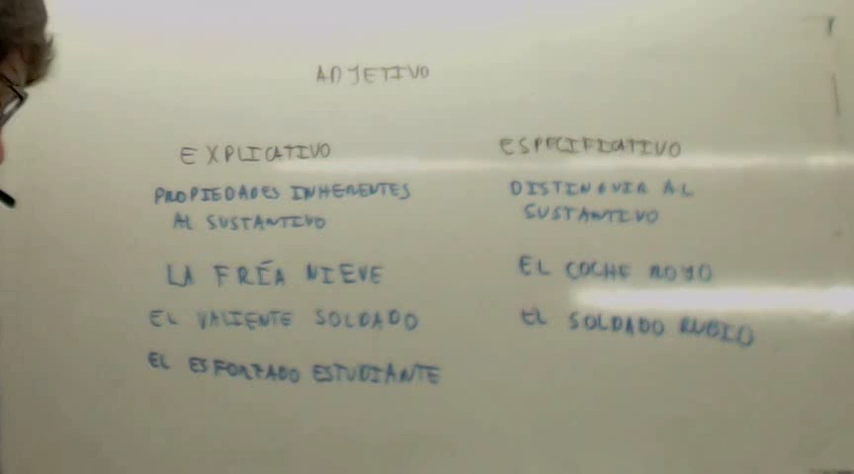 ADJETIVO
EXPLICATIVO
PROPIEDADES INHERENTES
AL SUSTANTIVO
LA FRÍA NIEVE
EL VALIENTE SOLDADO
EL ESFORZADO ESTUDIANTE
ESPECIFICATIVO
DISTINGUIR AL
SUSTANTIVO
EL COCHE ROJO
EL SOLDADO RUBIO